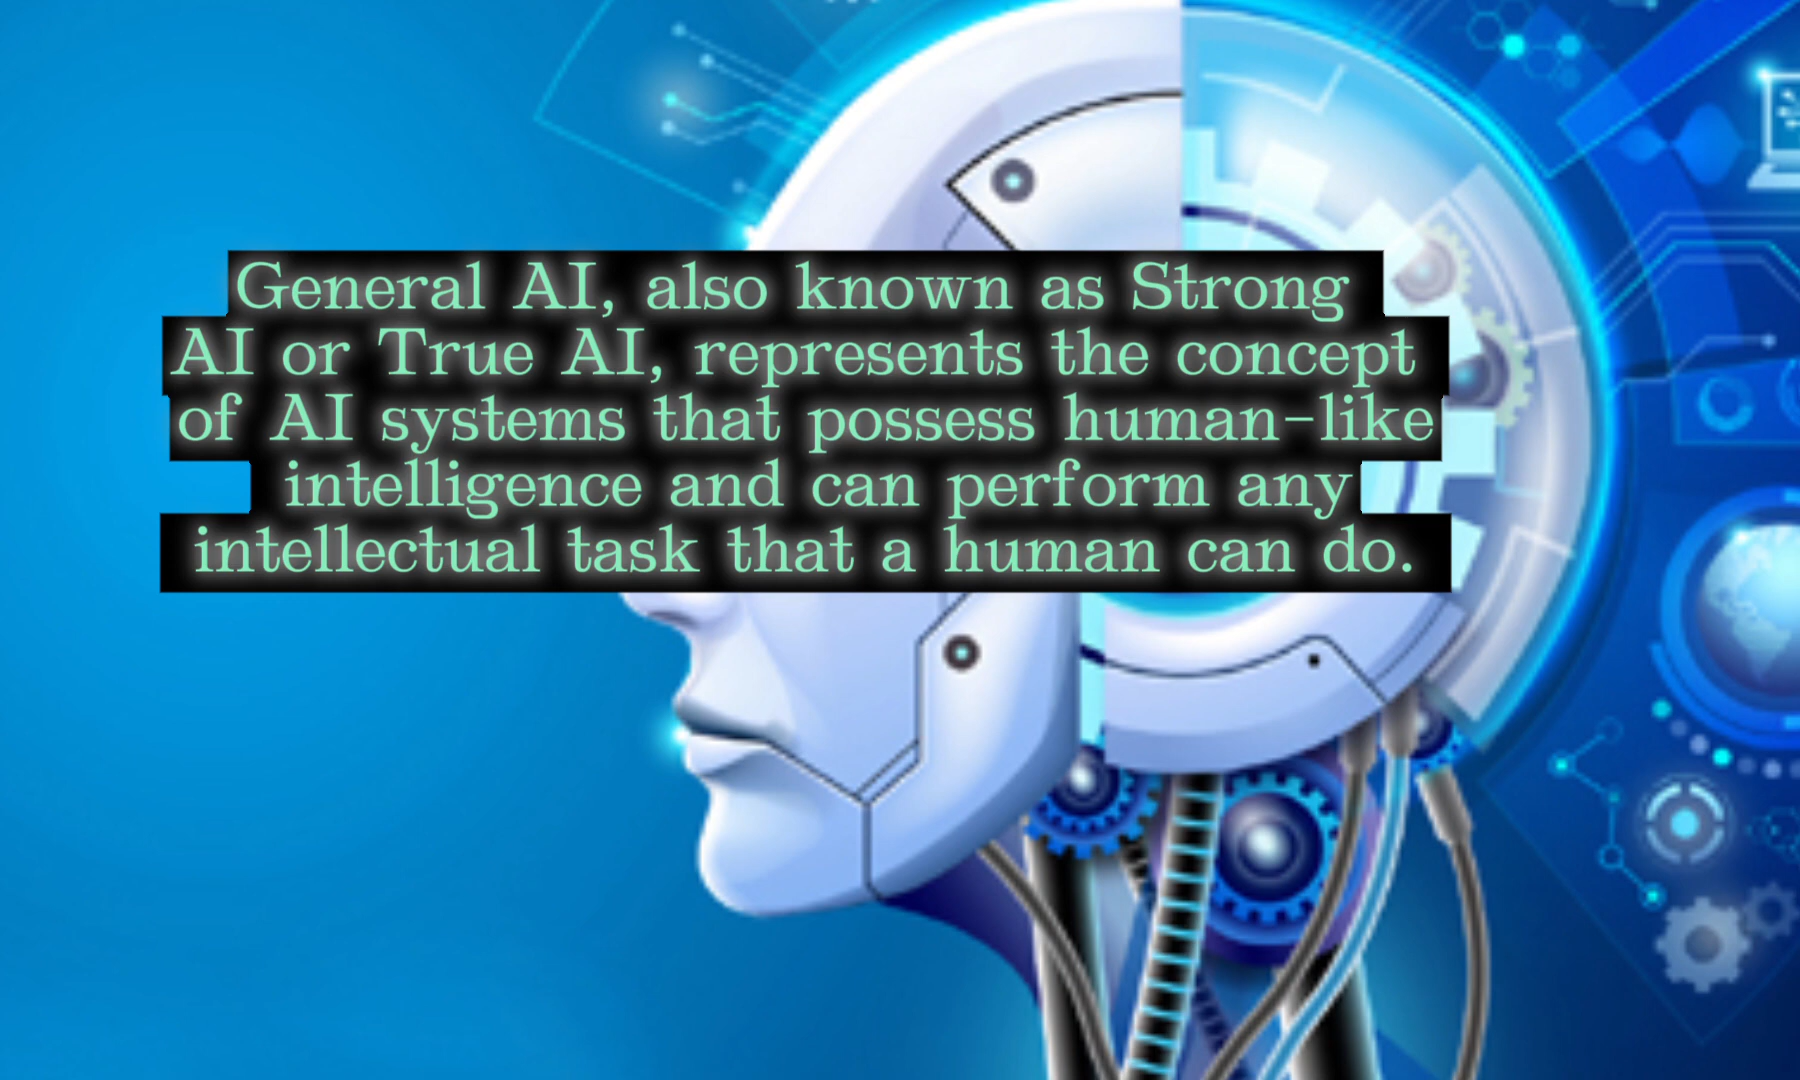 General AI, also known as Strong
AI or True AI, represents the concept
of AI systems that possess human-like
intelligence and can perform any
intellectual task that a human can do.